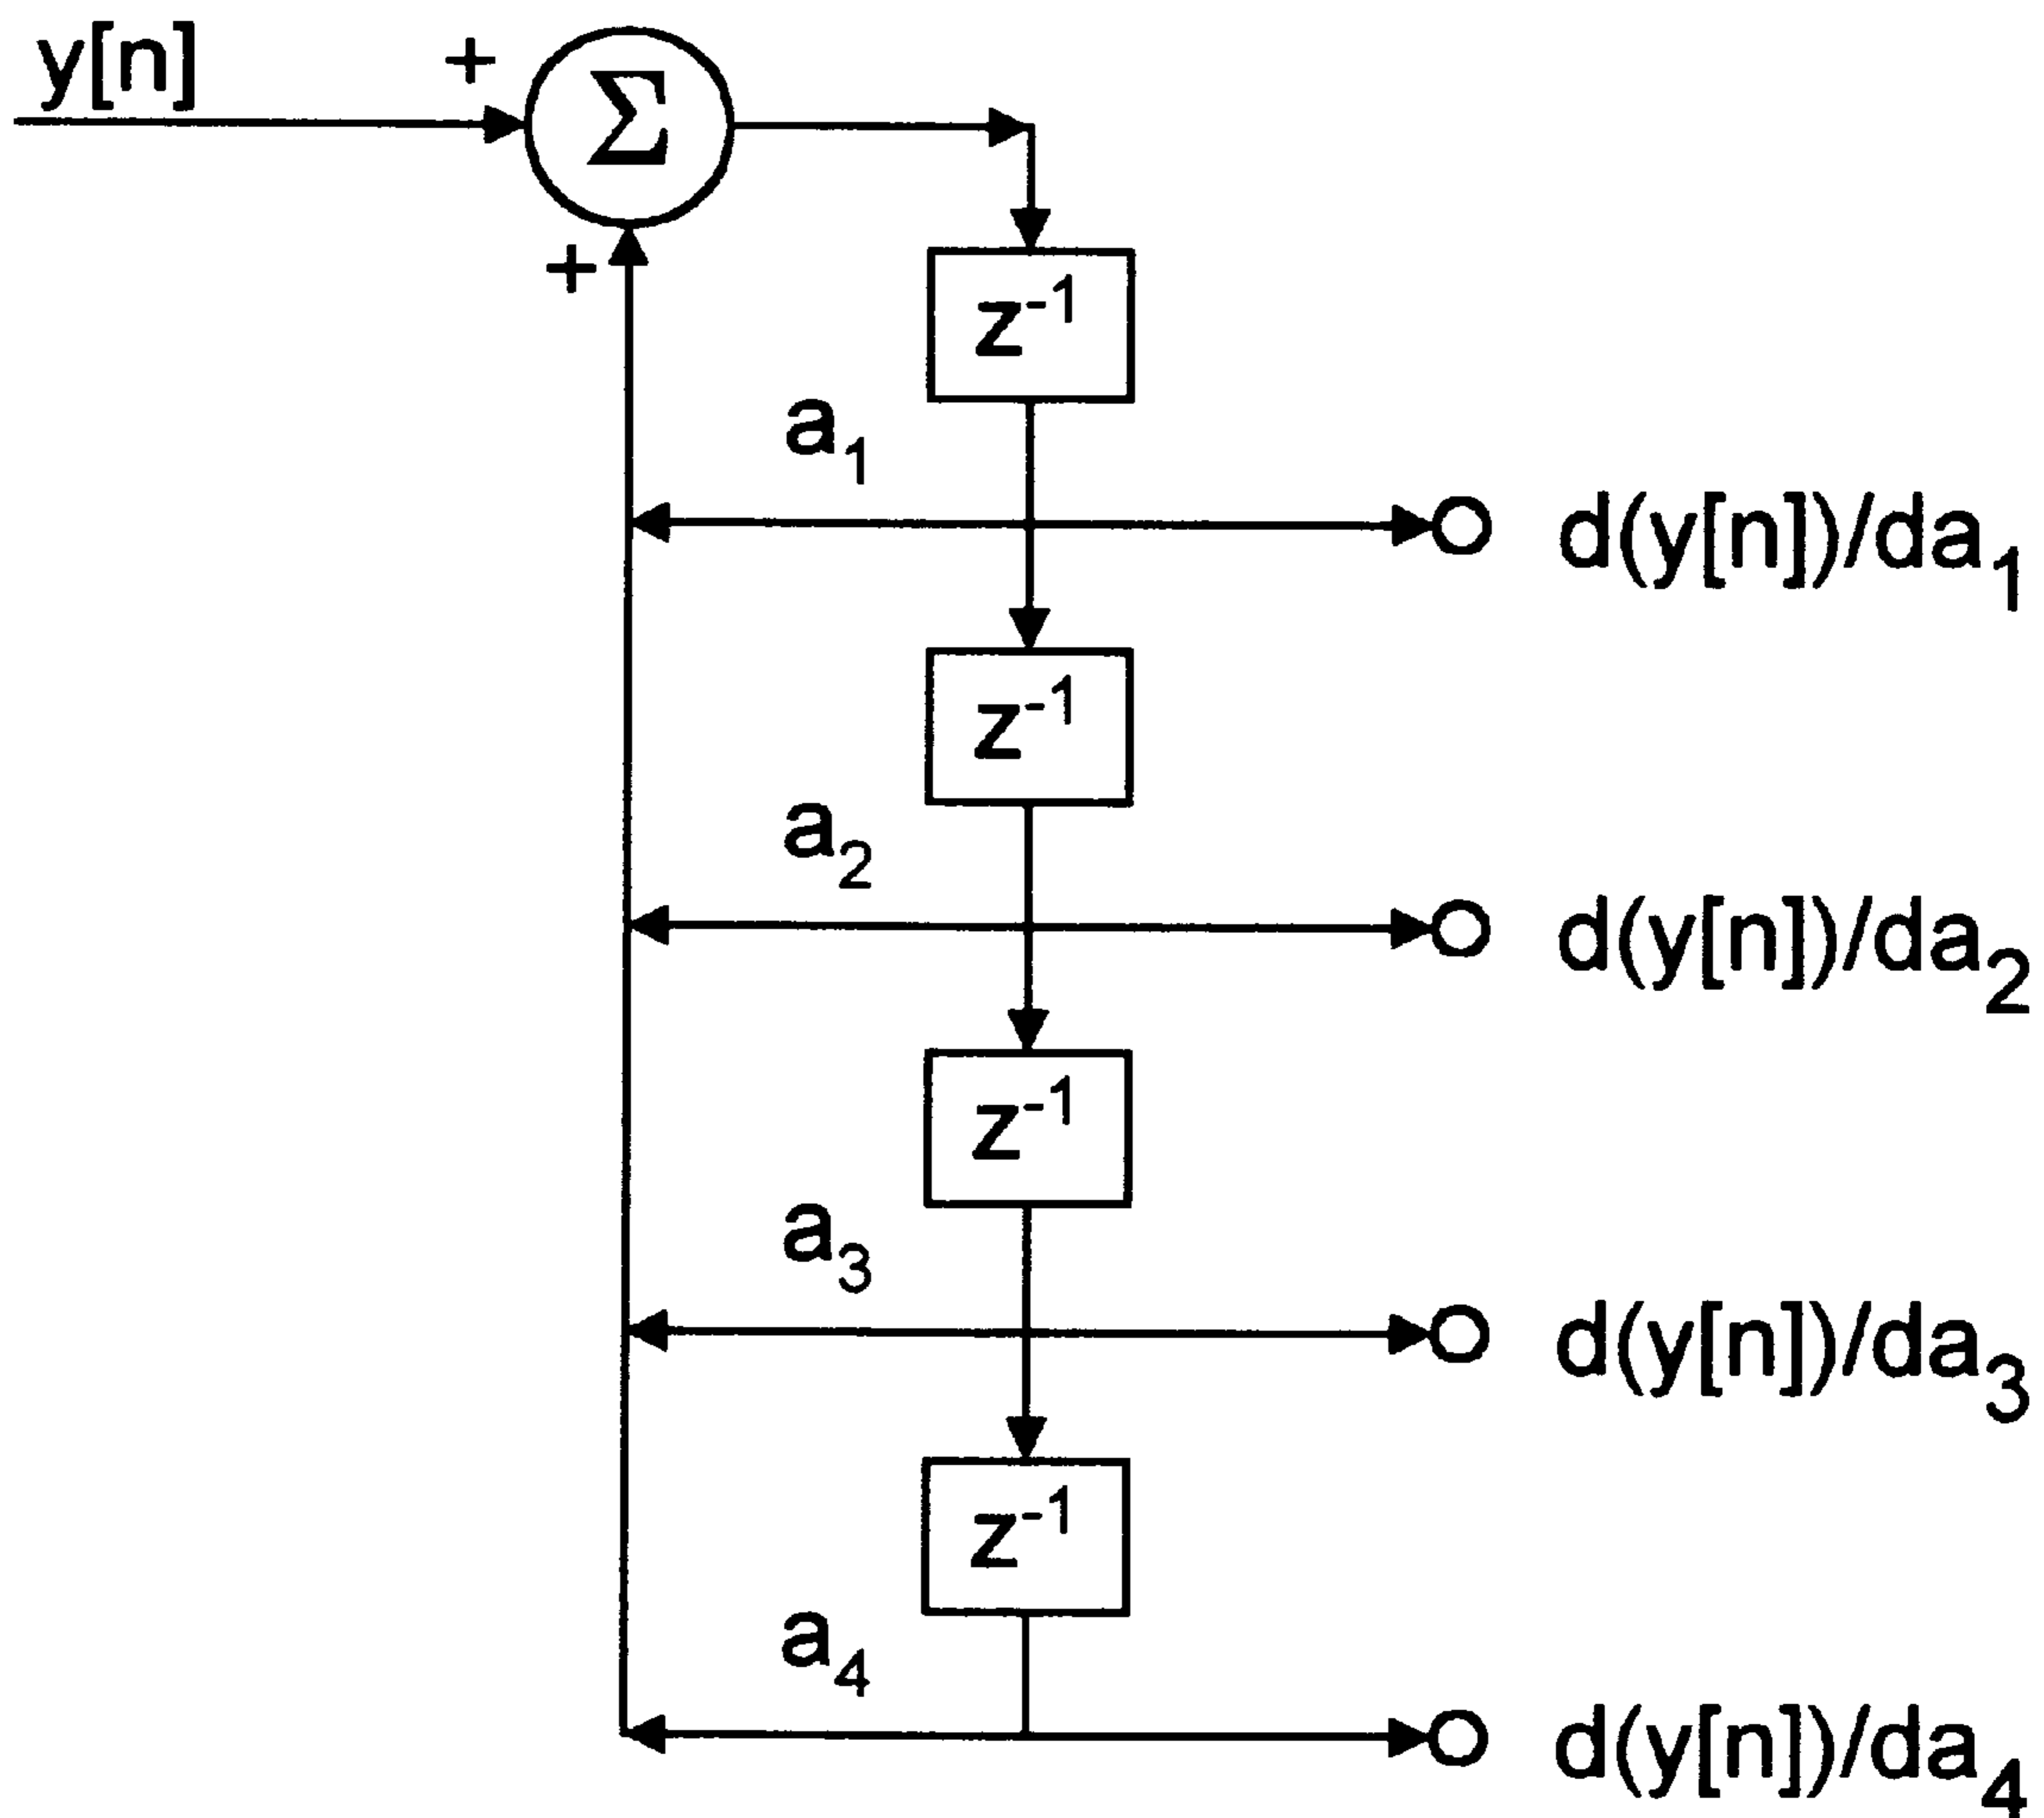 y[n]
+
Σ
+
z⁻¹
a₁
d(y[n])/da₁
z⁻¹
a₂
d(y[n])/da₂
z⁻¹
a₃
d(y[n])/da₃
z⁻¹
a₄
d(y[n])/da₄